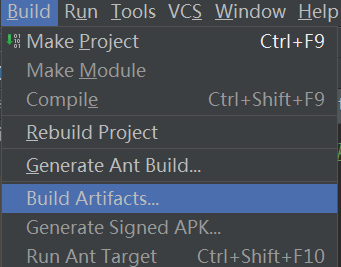 Build Run Tools VCS Window Help
Make Project Ctrl+F9
Make Module
Compile Ctrl+Shift+F9
Rebuild Project
Generate Ant Build...
Build Artifacts...
Generate Signed APK...
Run Ant Target Ctrl+Shift+F10